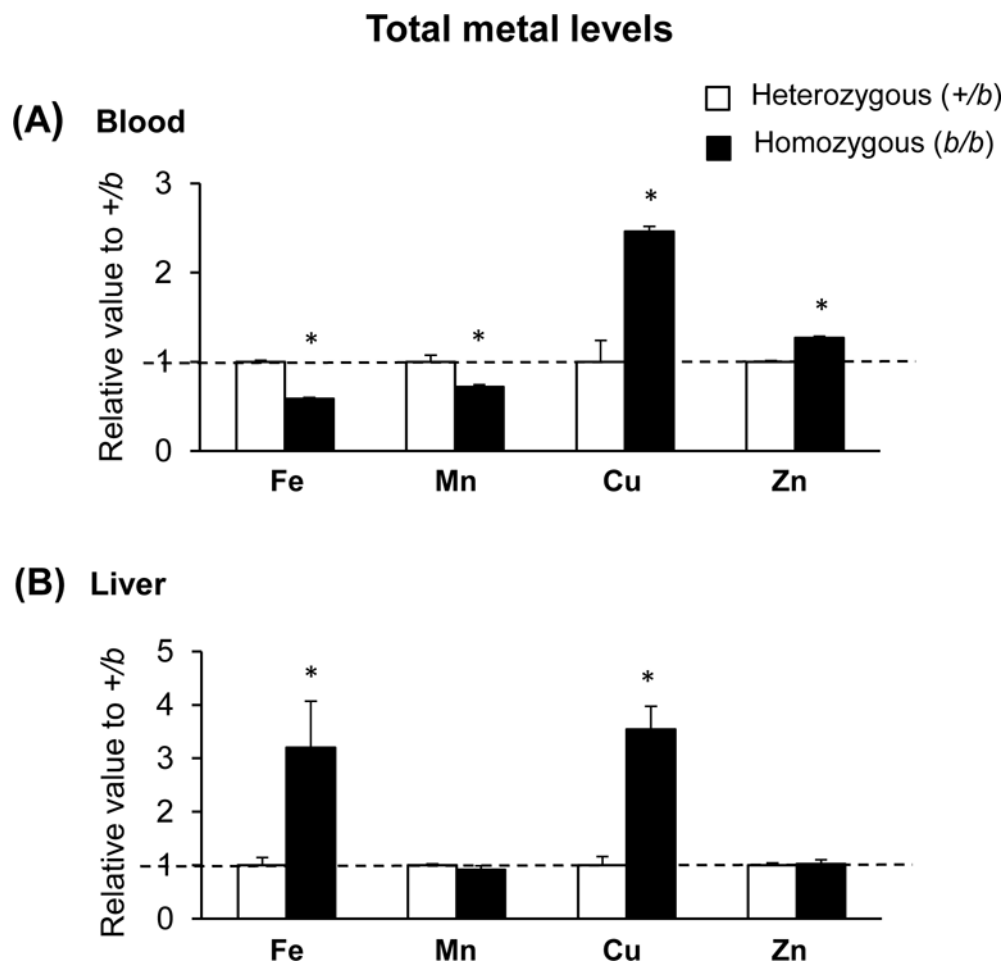 Total metal levels
Heterozygous (+/b)
Homozygous (b/b)
(A) Blood
Relative value to +/b
3
2
1
0
* * * *
Fe Mn Cu Zn
(B) Liver
Relative value to +/b
5
4
3
2
1
0
* *
Fe Mn Cu Zn